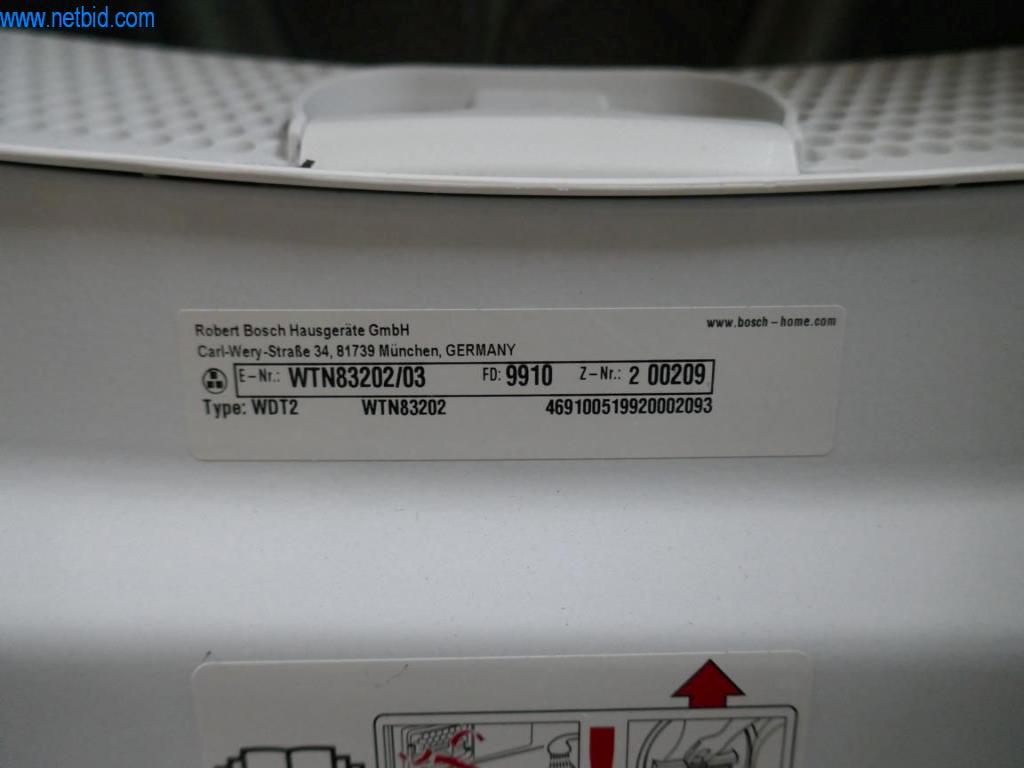 www.netbid.com
Robert Bosch Hausgeräte GmbH
www.bosch-home.com
Carl-Wery-Straße 34, 81739 München, GERMANY
E-Nr.: WTN83202/03 FD: 9910 Z-Nr.: 2 00209
Type: WDT2 WTN83202 469100519920002093